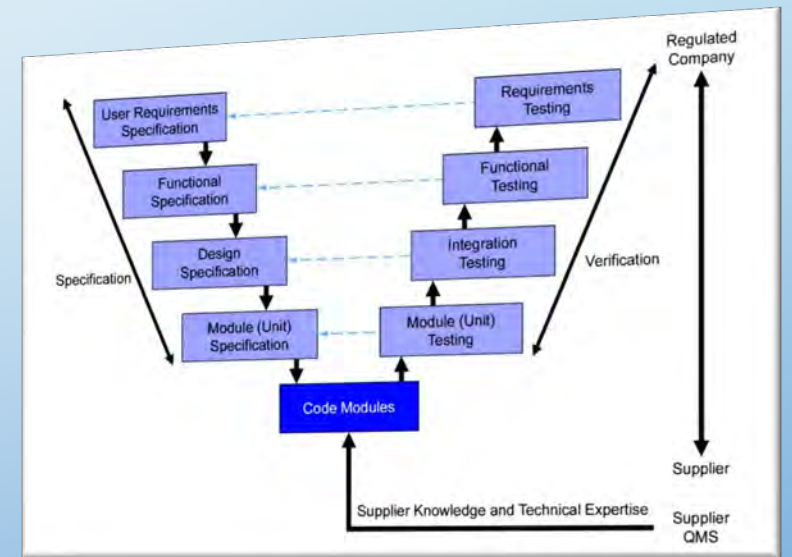 Regulated
Company
User Requirements
Specification
Requirements
Testing
Functional
Specification
Functional
Testing
Design
Specification
Integration
Testing
Specification
Verification
Module (Unit)
Specification
Module (Unit)
Testing
Code Modules
Supplier
Supplier Knowledge and Technical Expertise
Supplier
QMS